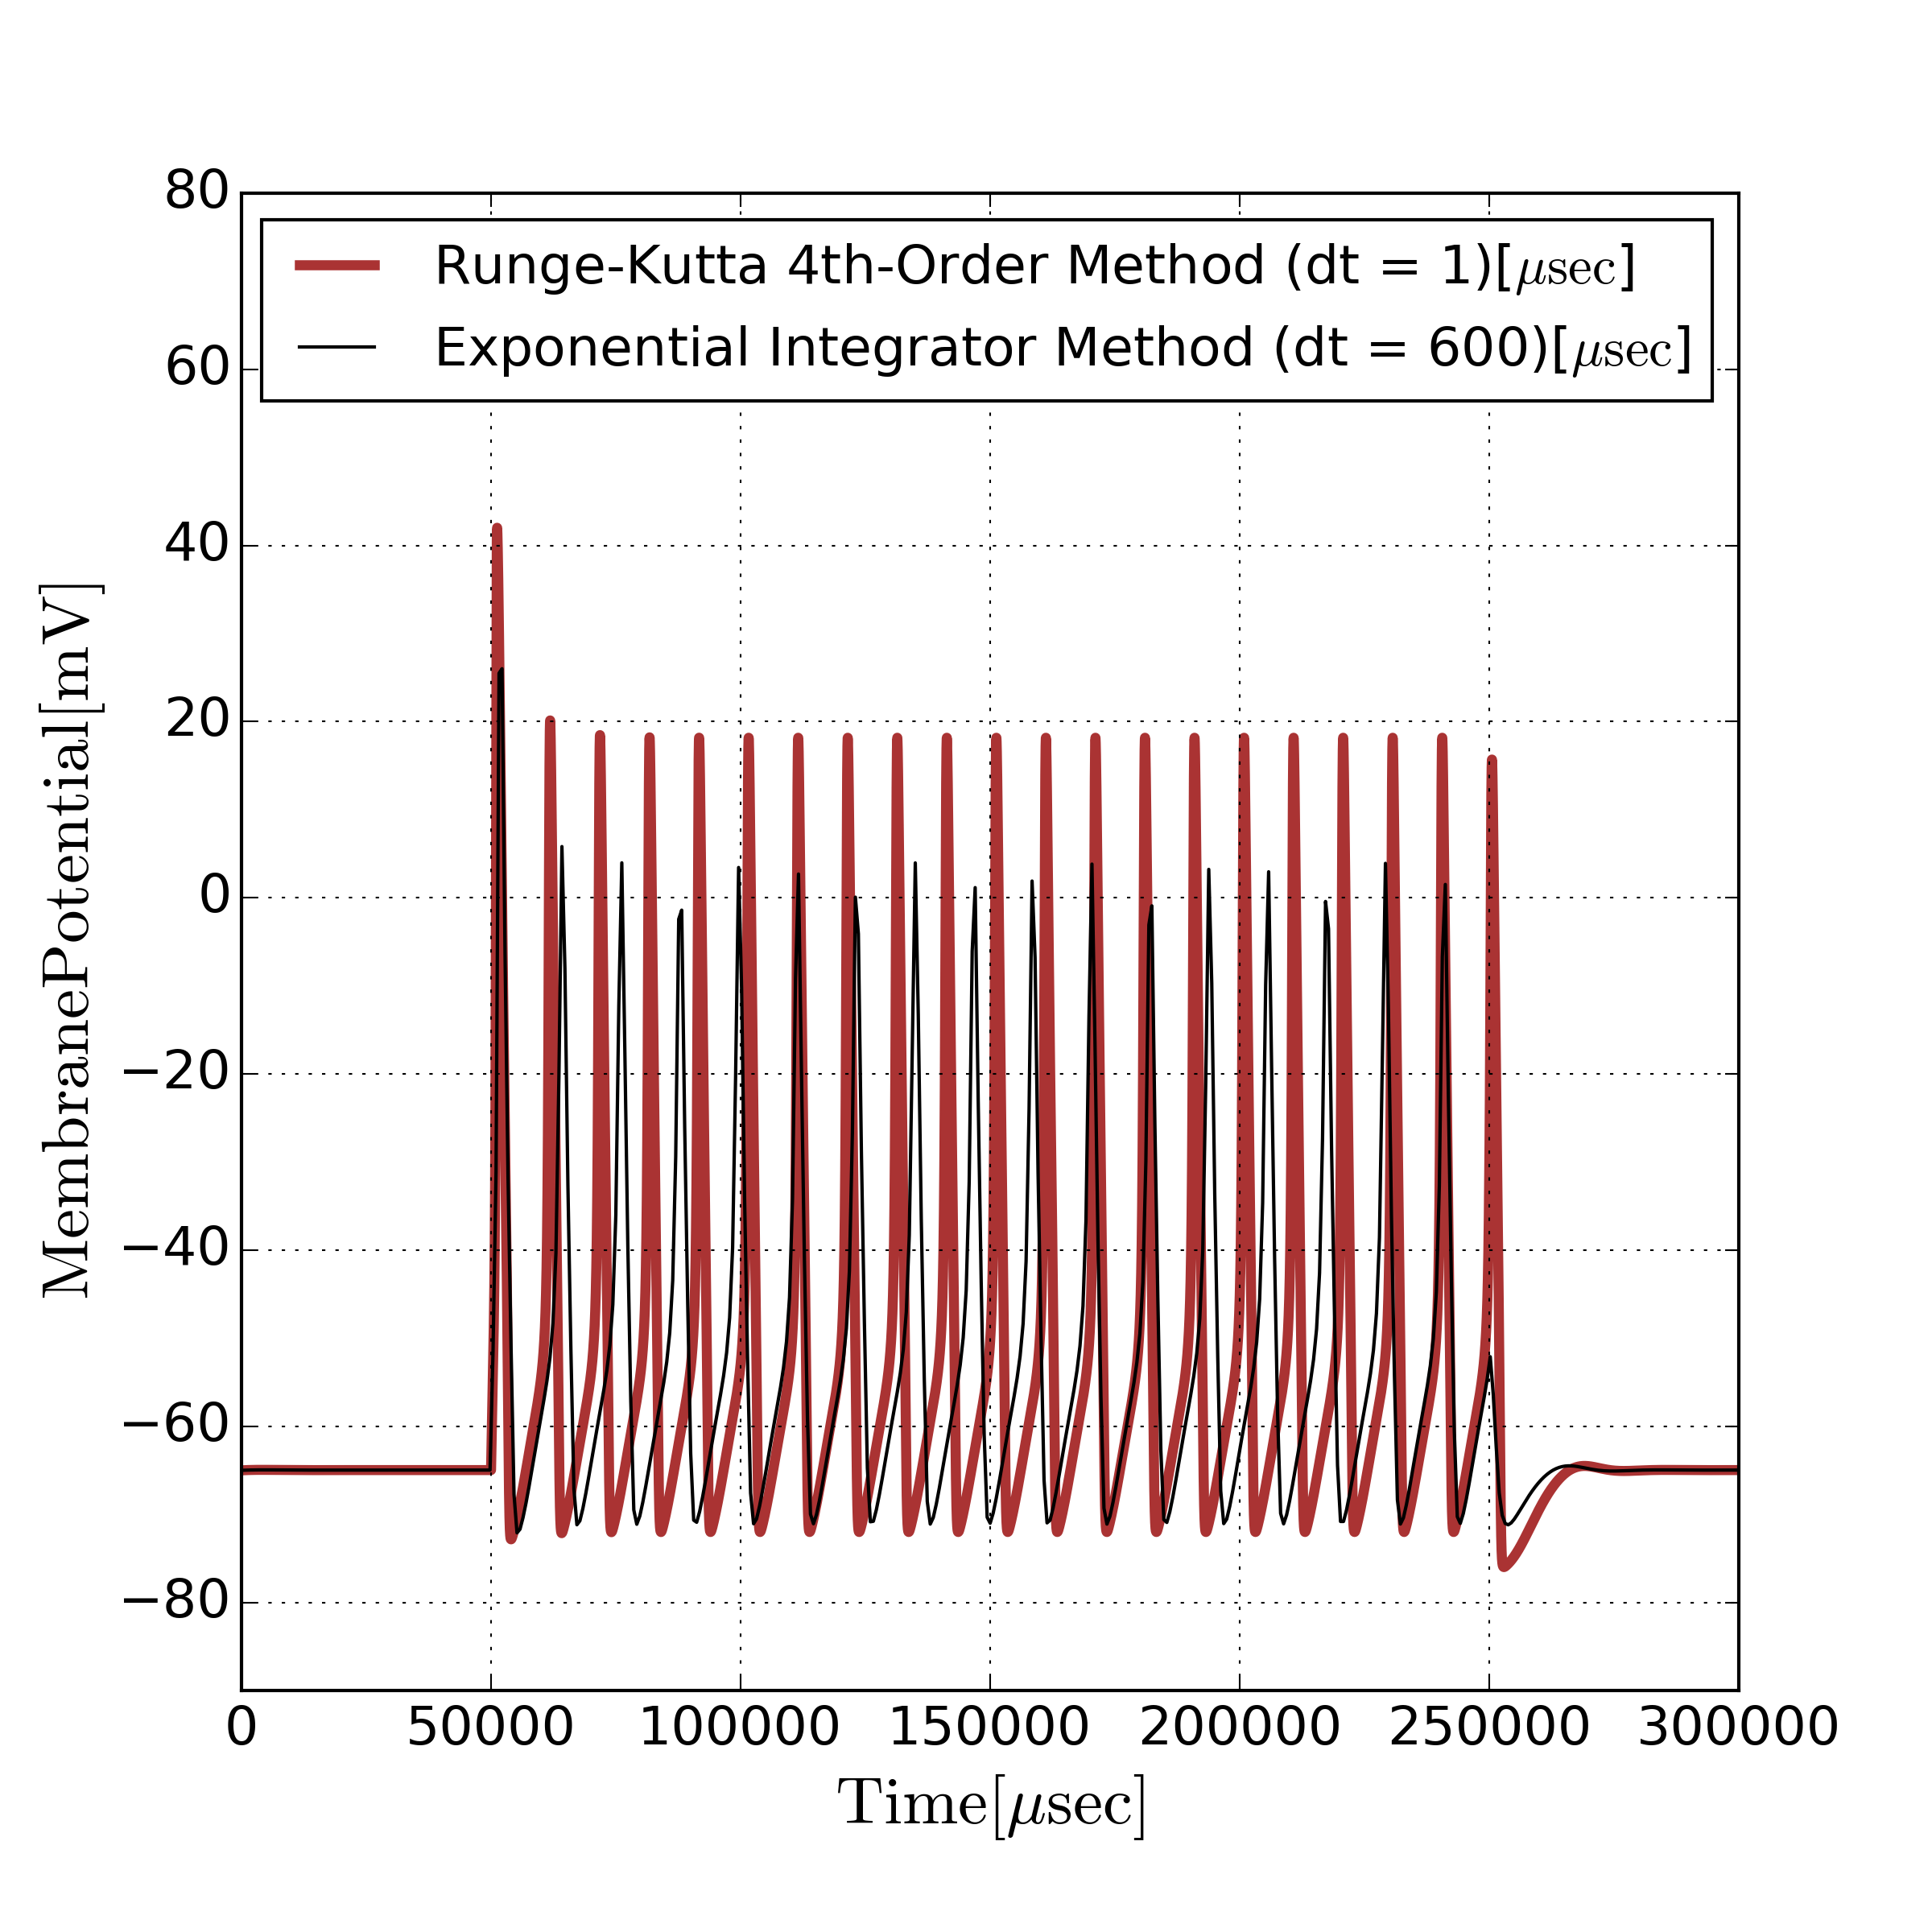 80
Runge-Kutta 4th-Order Method (dt = 1)[μsec]
Exponential Integrator Method (dt = 600)[μsec]
60
40
20
0
−20
−40
−60
−80
MembranePotential[mV]
0 50000 100000 150000 200000 250000 300000
Time[μsec]